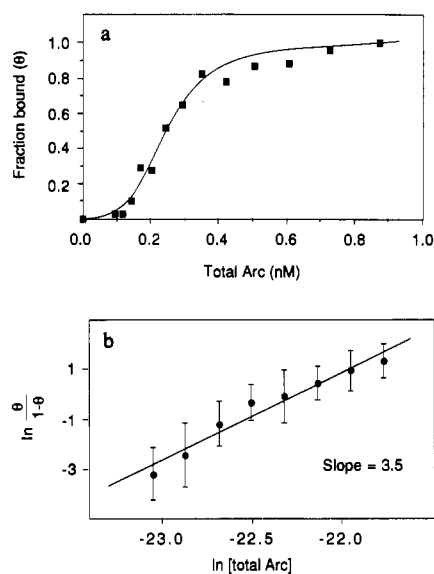 a
Fraction bound (θ)
1.0
0.8
0.6
0.4
0.2
0.0 0.2 0.4 0.6 0.8 1.0
Total Arc (nM)
b
ln θ/1-θ
1
-1
-3
Slope = 3.5
-23.0 -22.5 -22.0
ln [total Arc]